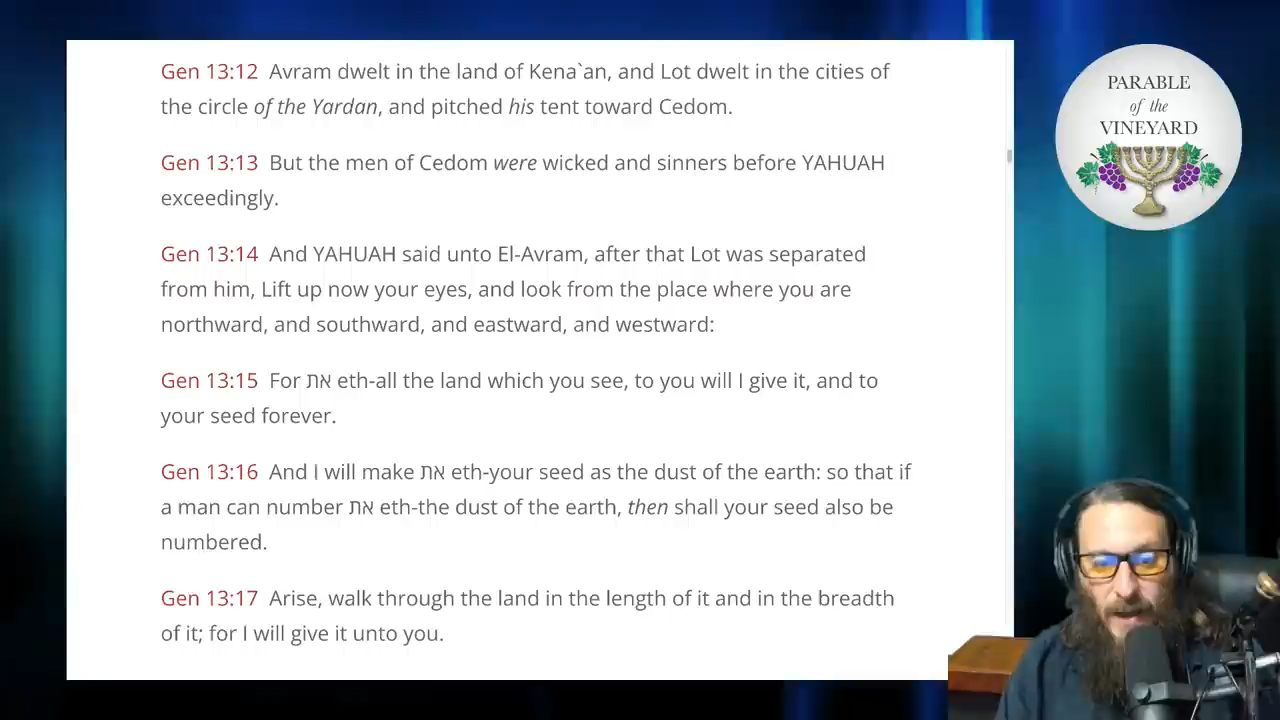 Gen 13:12 Avram dwelt in the land of Kena`an, and Lot dwelt in the cities of
the circle of the Yardan, and pitched his tent toward Cedom.
Gen 13:13 But the men of Cedom were wicked and sinners before YAHUAH
exceedingly.
Gen 13:14 And YAHUAH said unto El-Avram, after that Lot was separated
from him, Lift up now your eyes, and look from the place where you are
northward, and southward, and eastward, and westward:
Gen 13:15 For את eth-all the land which you see, to you will I give it, and to
your seed forever.
Gen 13:16 And I will make את eth-your seed as the dust of the earth: so that if
a man can number את eth-the dust of the earth, then shall your seed also be
numbered.
Gen 13:17 Arise, walk through the land in the length of it and in the breadth
of it; for I will give it unto you.
PARABLE
of the
VINEYARD